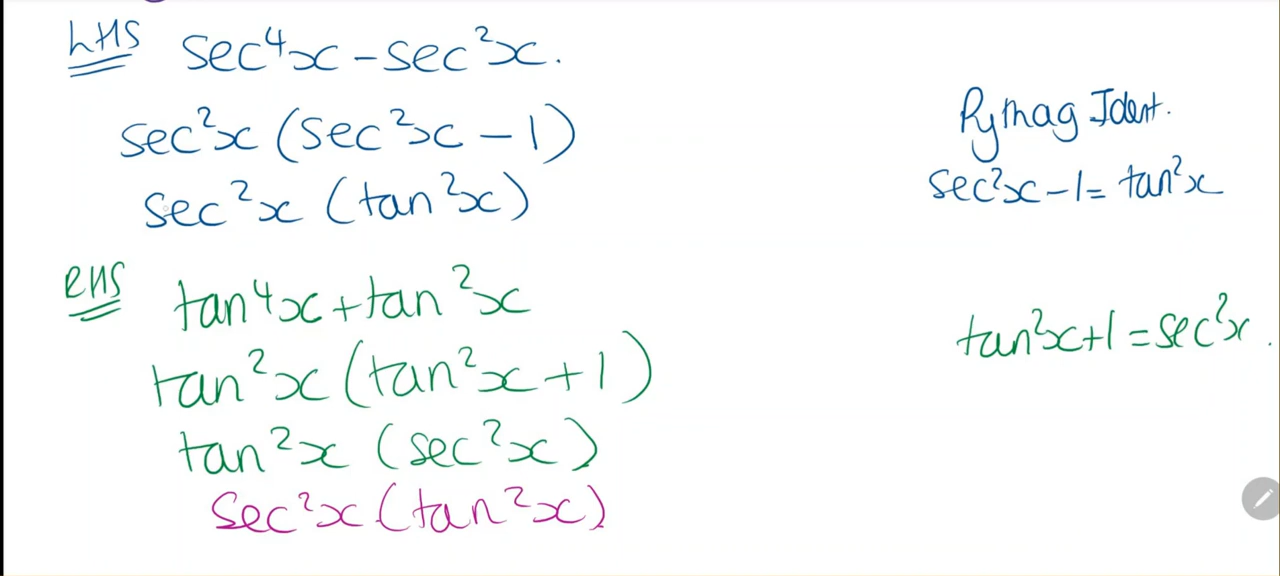 LHS sec⁴x - sec²x.
sec²x (sec²x - 1)
sec²x (tan²x)
Pythag Ident.
sec²x - 1 = tan²x
RHS tan⁴x + tan²x
tan²x (tan²x + 1)
tan²x (sec²x)
sec²x (tan²x)
tan²x + 1 = sec²x.